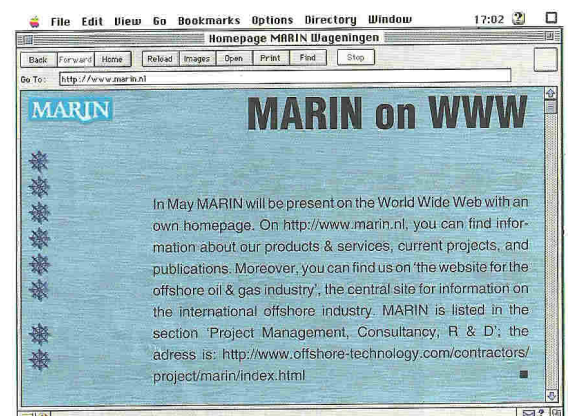 File Edit View Go Bookmarks Options Directory Window 17:02
Homepage MARIN Wageningen
Back Forward Home Reload Images Open Print Find Stop
Go To: http://www.marin.nl
MARIN
MARIN on WWW
In May MARIN will be present on the World Wide Web with an
own homepage. On http://www.marin.nl, you can find infor-
mation about our products & services, current projects, and
publications. Moreover, you can find us on 'the website for the
offshore oil & gas industry', the central site for information on
the international offshore industry. MARIN is listed in the
section 'Project Management, Consultancy, R & D'; the
adress is: http://www.offshore-technology.com/contractors/
project/marin/index.html